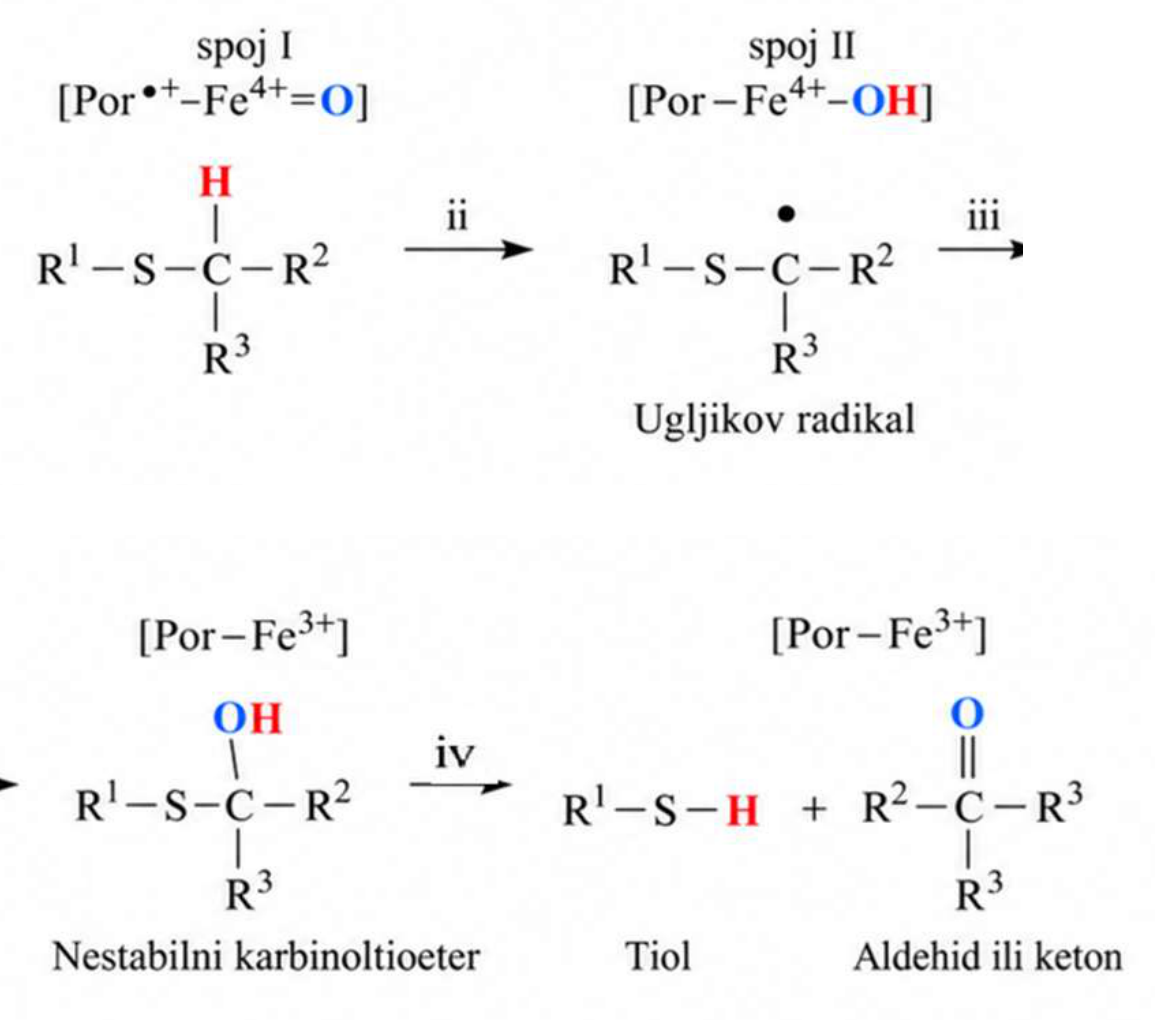 spoj I
spoj II
[Por•⁺–Fe⁴⁺=O]
[Por–Fe⁴⁺–OH]
H
•
ii
iii
R¹–S–C–R²
R¹–S–C–R²
R³
R³
Ugljikov radikal
[Por–Fe³⁺]
[Por–Fe³⁺]
OH
O
iv
R¹–S–C–R²
R¹–S–H + R²–C–R³
R³
R³
Nestabilni karbinoltioeter
Tiol
Aldehid ili keton